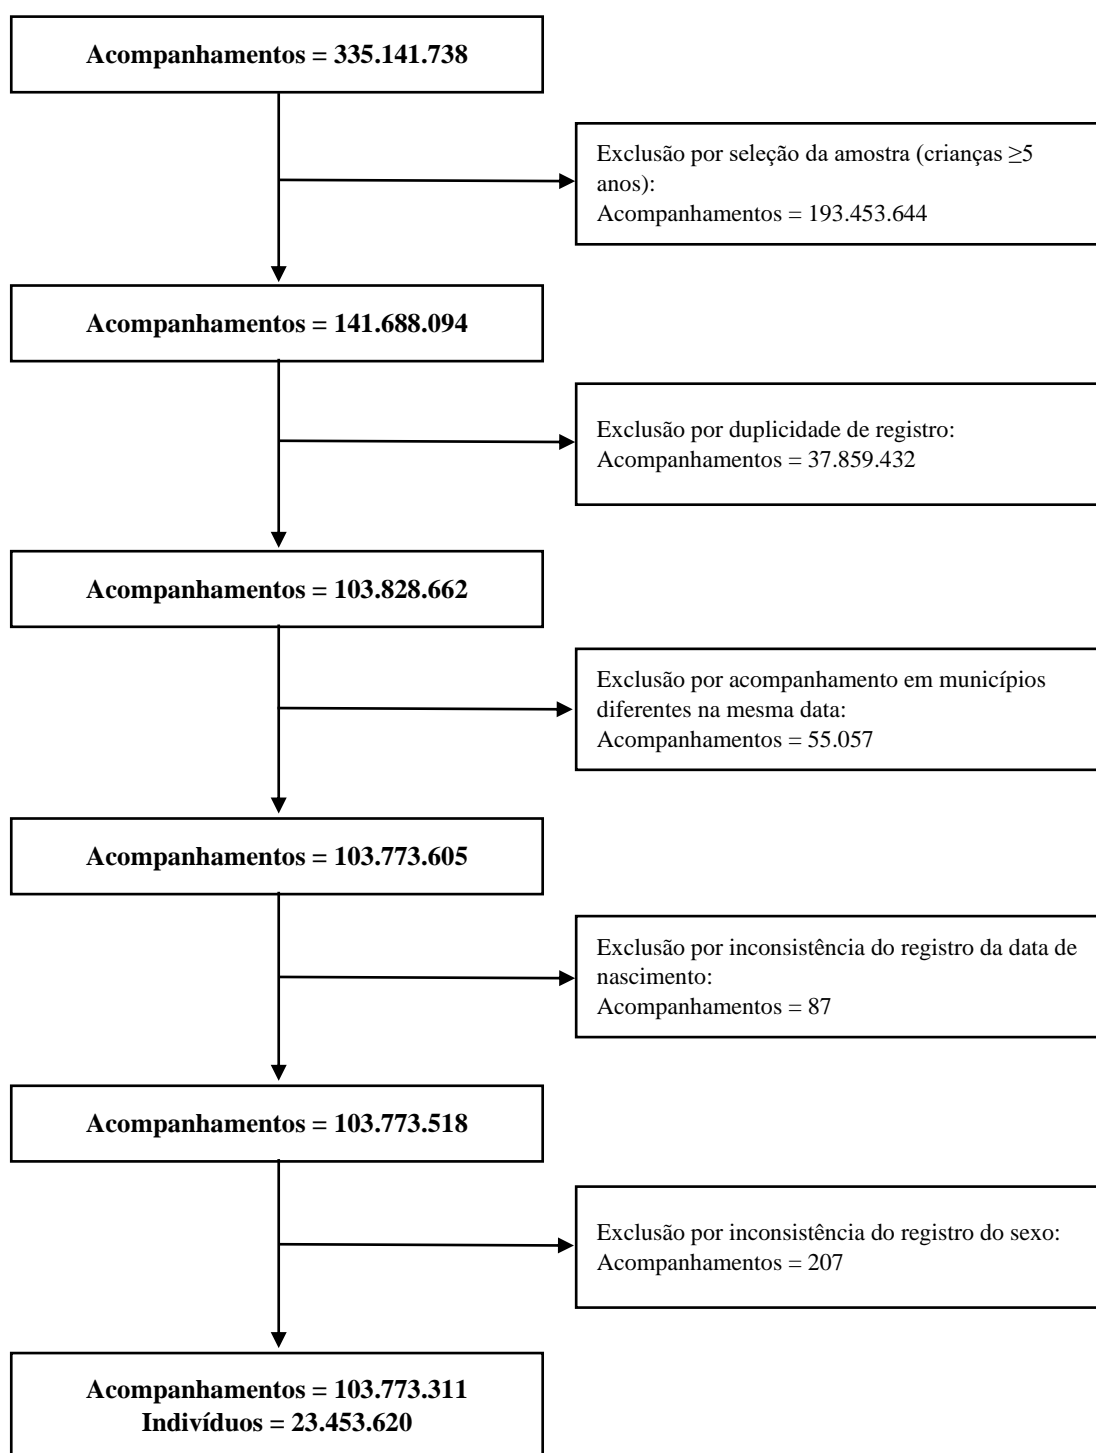 Acompanhamentos = 335.141.738
Exclusão por seleção da amostra (crianças ≥5
anos):
Acompanhamentos = 193.453.644
Acompanhamentos = 141.688.094
Exclusão por duplicidade de registro:
Acompanhamentos = 37.859.432
Acompanhamentos = 103.828.662
Exclusão por acompanhamento em municípios
diferentes na mesma data:
Acompanhamentos = 55.057
Acompanhamentos = 103.773.605
Exclusão por inconsistência do registro da data de
nascimento:
Acompanhamentos = 87
Acompanhamentos = 103.773.518
Exclusão por inconsistência do registro do sexo:
Acompanhamentos = 207
Acompanhamentos = 103.773.311
Indivíduos = 23.453.620